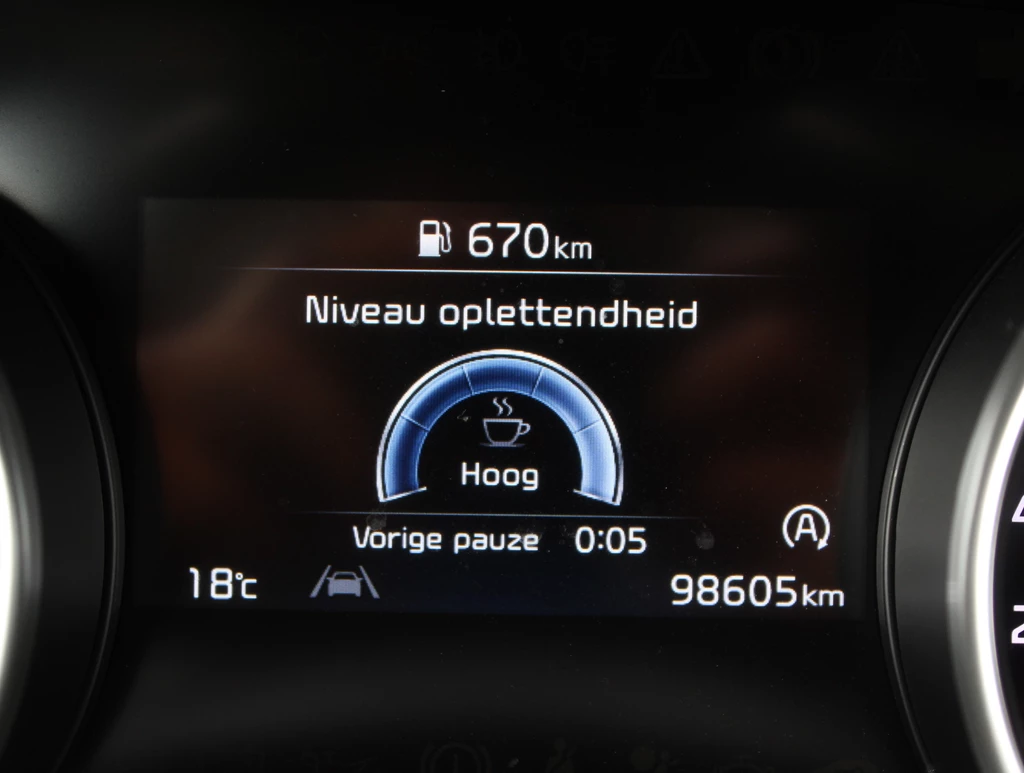 670km
Niveau oplettendheid
Hoog
Vorige pauze 0:05
A
18°c
98605km